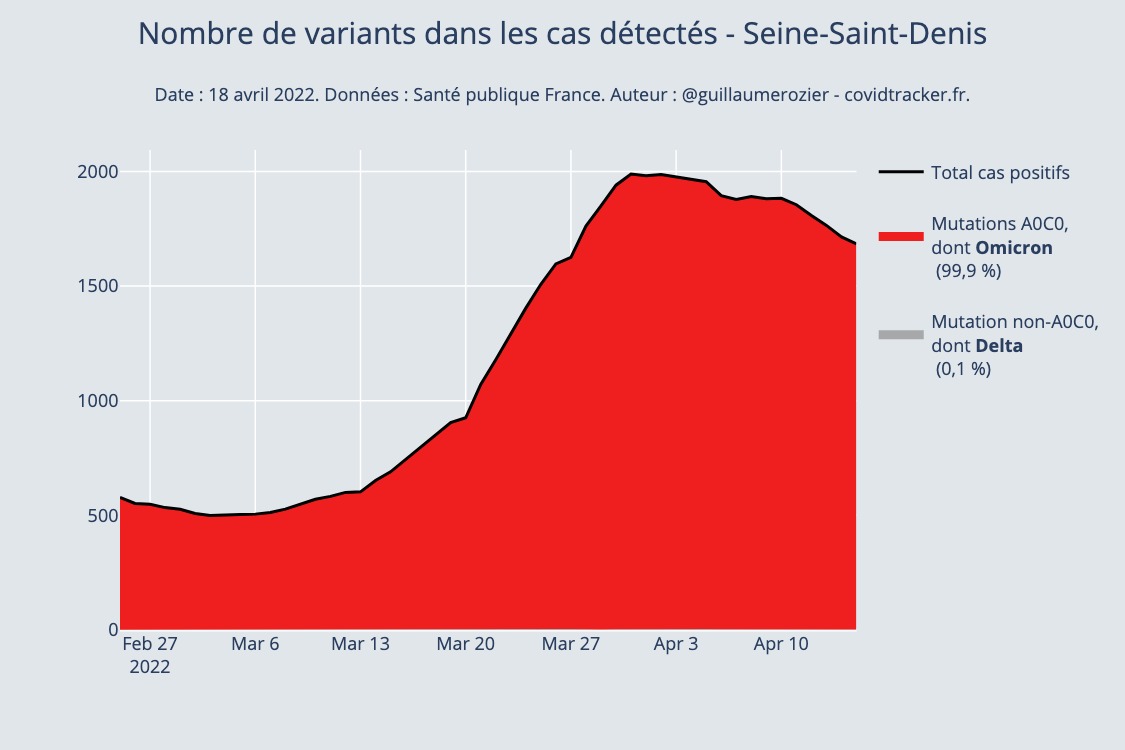 Nombre de variants dans les cas détectés - Seine-Saint-Denis
Date : 18 avril 2022. Données : Santé publique France. Auteur : @guillaumerozier - covidtracker.fr.
2000
1500
1000
500
0
Feb 27
2022
Mar 6
Mar 13
Mar 20
Mar 27
Apr 3
Apr 10
Total cas positifs
Mutations A0C0,
dont Omicron
(99,9 %)
Mutation non-A0C0,
dont Delta
(0,1 %)